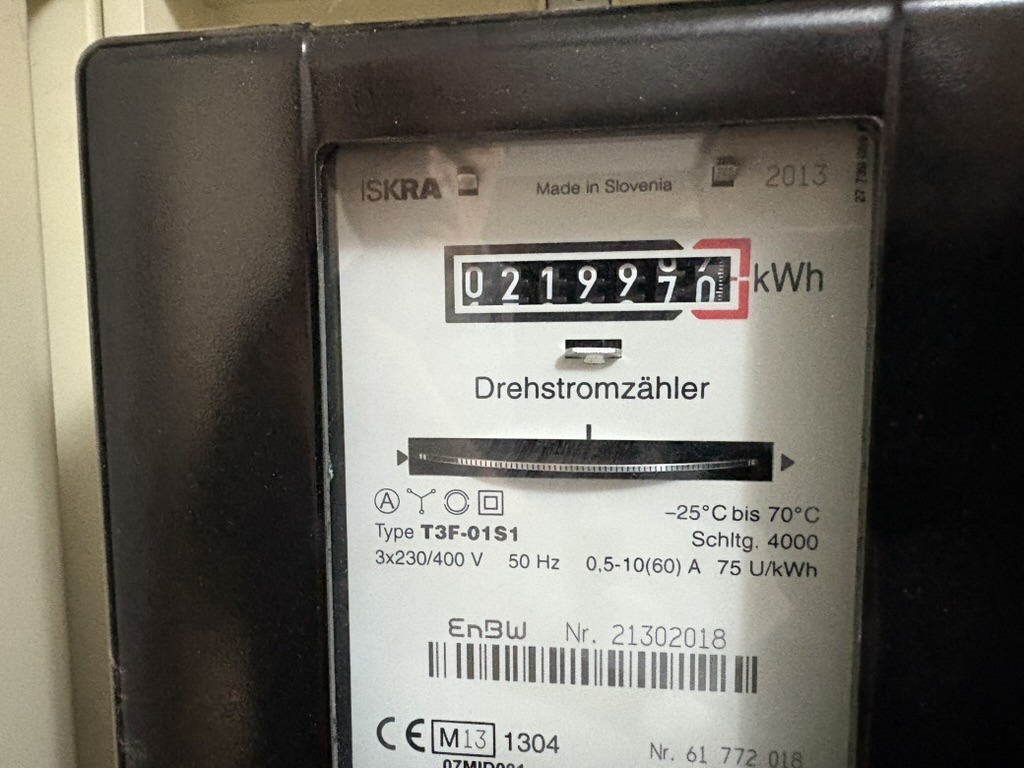 ISKRA Made in Slovenia 2013
0219970 kWh
Drehstromzähler
A
-25°C bis 70°C
Type T3F-01S1 Schltg. 4000
3x230/400 V 50 Hz 0,5-10(60) A 75 U/kWh
EnBW Nr. 21302018
CE M13 1304 Nr. 61 772 018